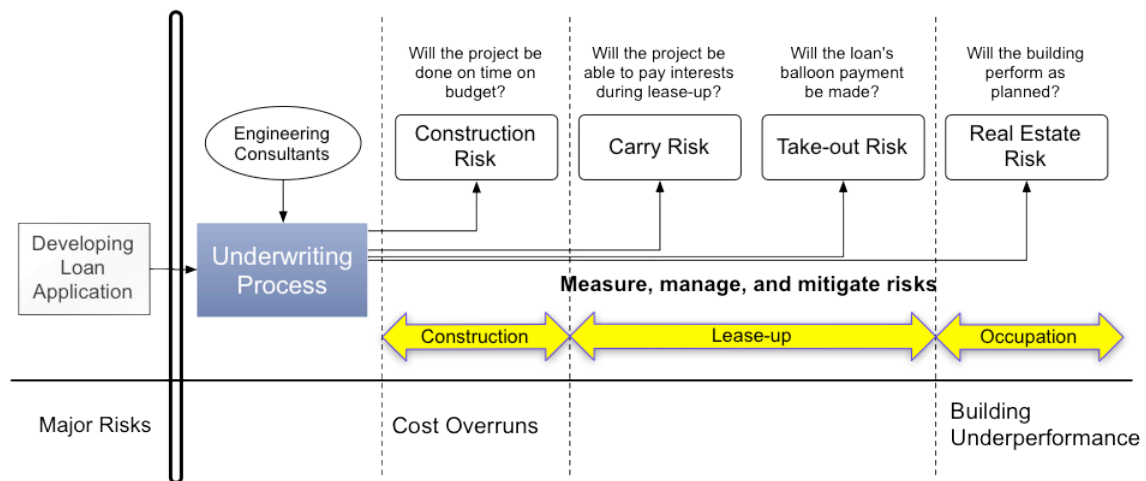 Will the project be
done on time on
budget?
Will the project be
able to pay interests
during lease-up?
Will the loan's
balloon payment
be made?
Will the building
perform as
planned?
Engineering
Consultants
Construction
Risk
Carry Risk
Take-out Risk
Real Estate
Risk
Developing
Loan
Application
Underwriting
Process
Measure, manage, and mitigate risks
Construction
Lease-up
Occupation
Major Risks
Cost Overruns
Building
Underperformance